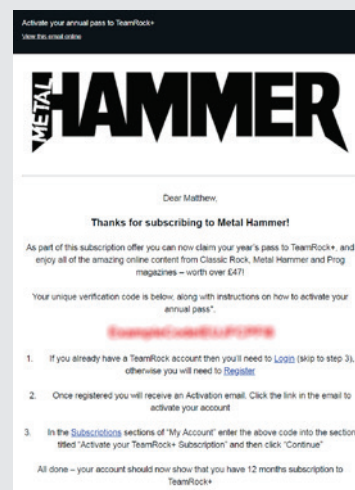 Activate your annual pass to TeamRock+
View this email online
METAL HAMMER
Dear Matthew,
Thanks for subscribing to Metal Hammer!
As part of this subscription offer you can now claim your year's pass to TeamRock+, and
enjoy all of the amazing online content from Classic Rock, Metal Hammer and Prog
magazines – worth over £47!
Your unique verification code is below, along with instructions on how to activate your
annual pass*.
1. If you already have a TeamRock account then you'll need to Login (skip to step 3),
otherwise you will need to Register
2. Once registered you will receive an Activation email. Click the link in the email to
activate your account
3. In the Subscriptions sections of "My Account" enter the above code into the section
titled "Activate your TeamRock+ Subscription" and then click "Continue"
All done – your account should now show that you have 12 months subscription to
TeamRock+